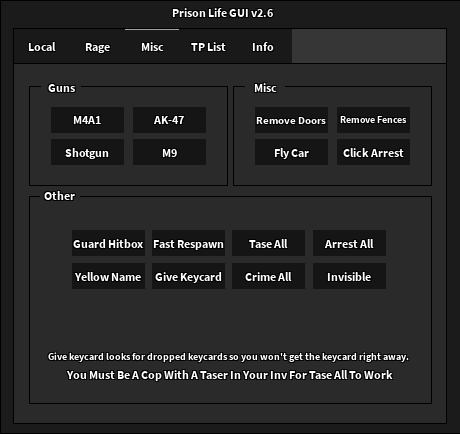 Prison Life GUI v2.6
Local Rage Misc TP List Info
Guns
M4A1 AK-47
Shotgun M9
Misc
Remove Doors Remove Fences
Fly Car Click Arrest
Other
Guard Hitbox Fast Respawn Tase All Arrest All
Yellow Name Give Keycard Crime All Invisible
Give keycard looks for dropped keycards so you won't get the keycard right away.
You Must Be A Cop With A Taser In Your Inv For Tase All To Work